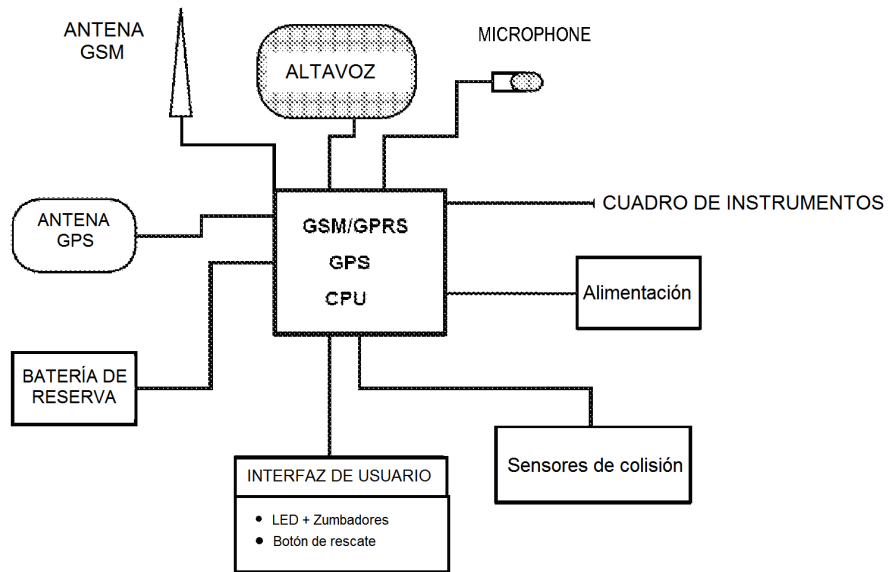 ANTENA
GSM
ALTAVOZ
MICROPHONE
ANTENA
GPS
GSM/GPRS
GPS
CPU
CUADRO DE INSTRUMENTOS
Alimentación
BATERÍA DE
RESERVA
INTERFAZ DE USUARIO
• LED + Zumbadores
• Botón de rescate
Sensores de colisión